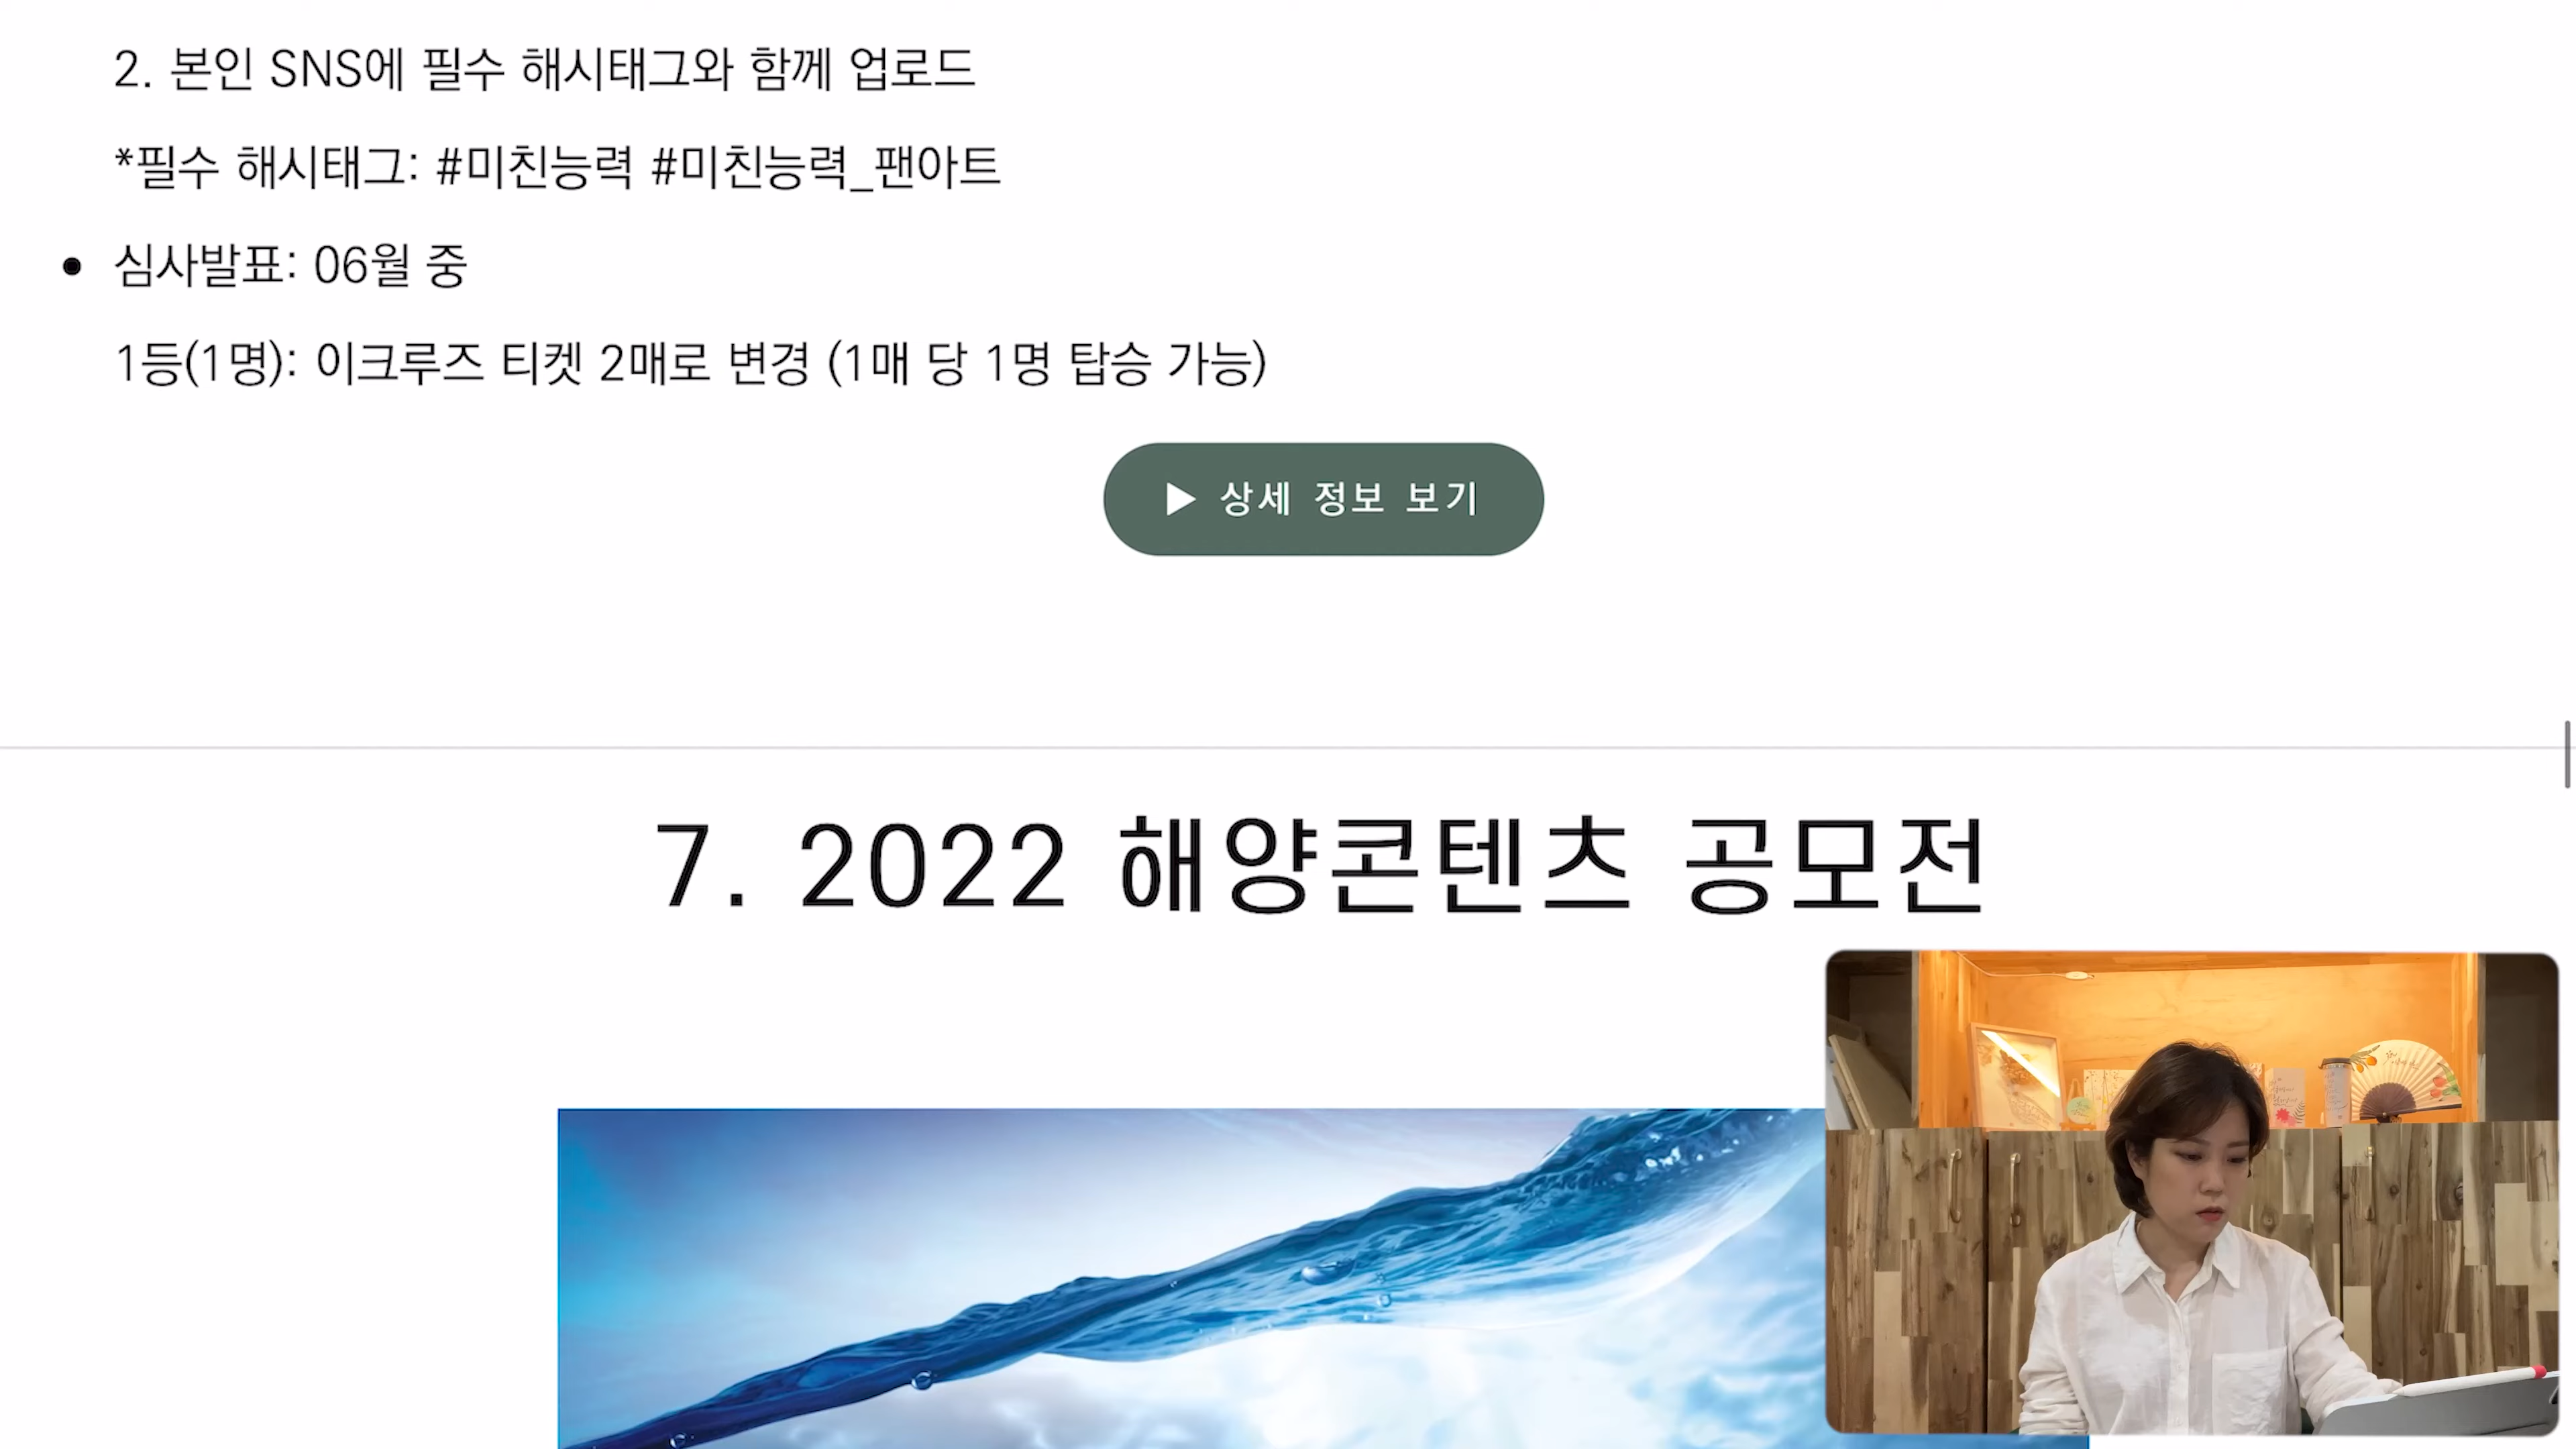 2. 본인 SNS에 필수 해시태그와 함께 업로드
*필수 해시태그: #미친능력 #미친능력_팬아트
• 심사발표: 06월 중
1등(1명): 이크루즈 티켓 2매로 변경 (1매 당 1명 탑승 가능)
▶ 상세 정보 보기
7. 2022 해양콘텐츠 공모전